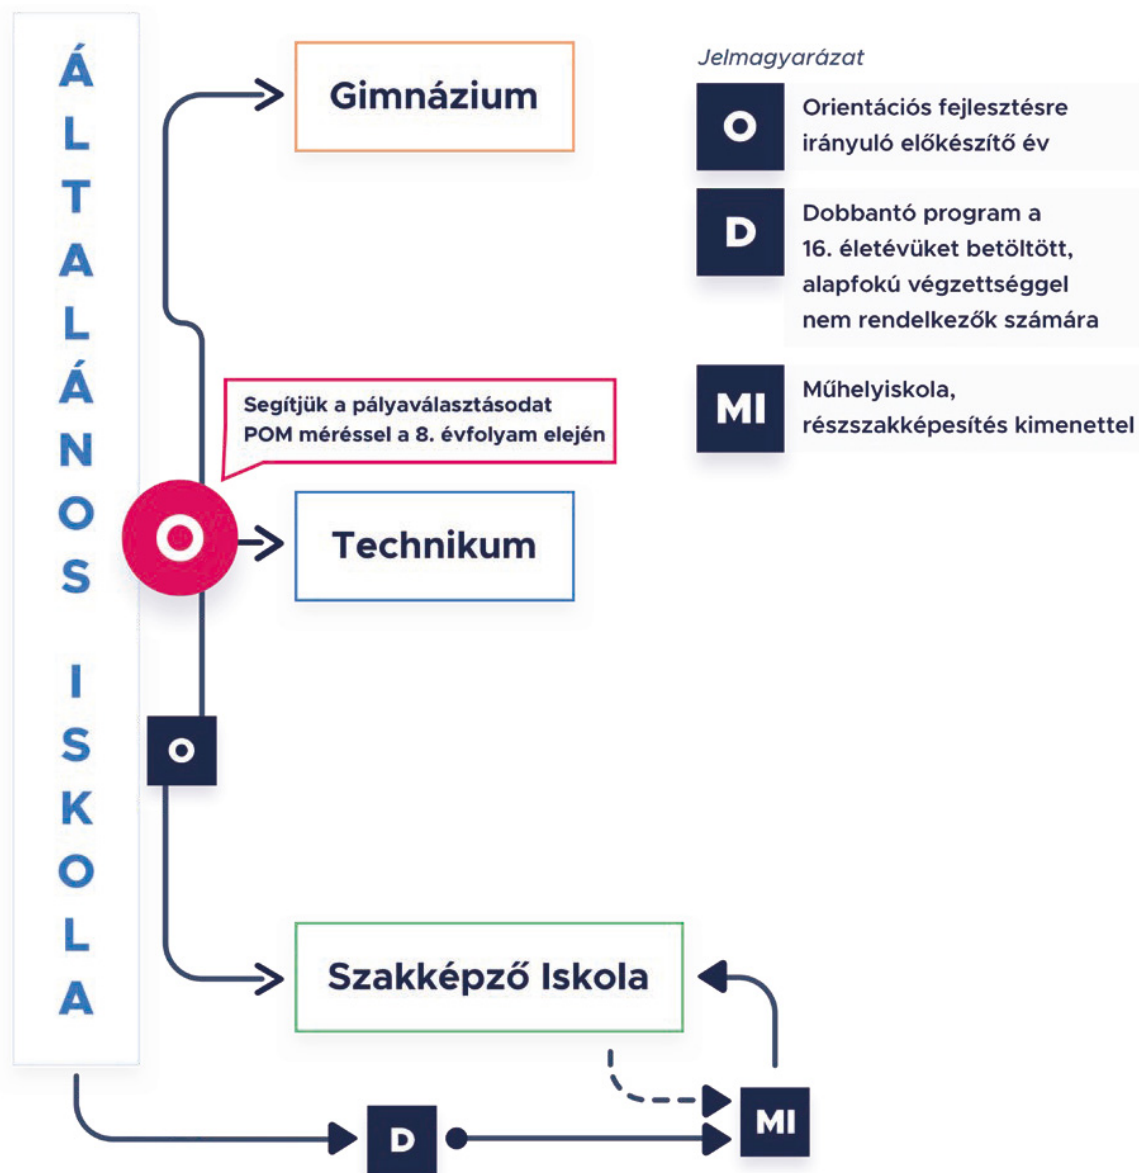 ÁLTALÁNOS ISKOLA
Gimnázium
Segítjük a pályaválasztásodat
POM méréssel a 8. évfolyam elején
O
Technikum
O
Szakképző Iskola
D
MI
Jelmagyarázat
O
Orientációs fejlesztésre
irányuló előkészítő év
D
Dobbantó program a
16. életévüket betöltött,
alapfokú végzettséggel
nem rendelkezők számára
MI
Műhelyiskola,
részszakképesítés kimenettel